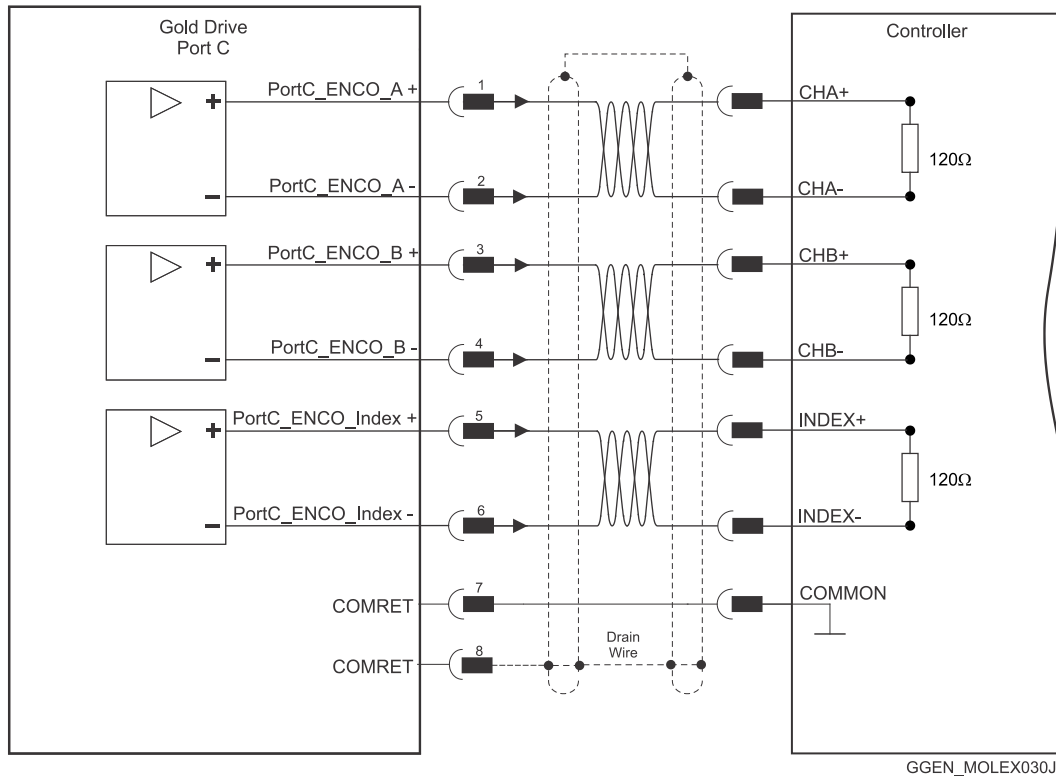 Gold Drive
Port C
Controller
PortC_ENCO_A +
1
CHA+
+
120Ω
-
PortC_ENCO_A -
2
CHA-
PortC_ENCO_B +
3
CHB+
+
120Ω
-
PortC_ENCO_B -
4
CHB-
PortC_ENCO_Index +
5
INDEX+
+
120Ω
-
PortC_ENCO_Index -
6
INDEX-
COMRET
7
COMMON
COMRET
8
Drain
Wire
GGEN_MOLEX030J